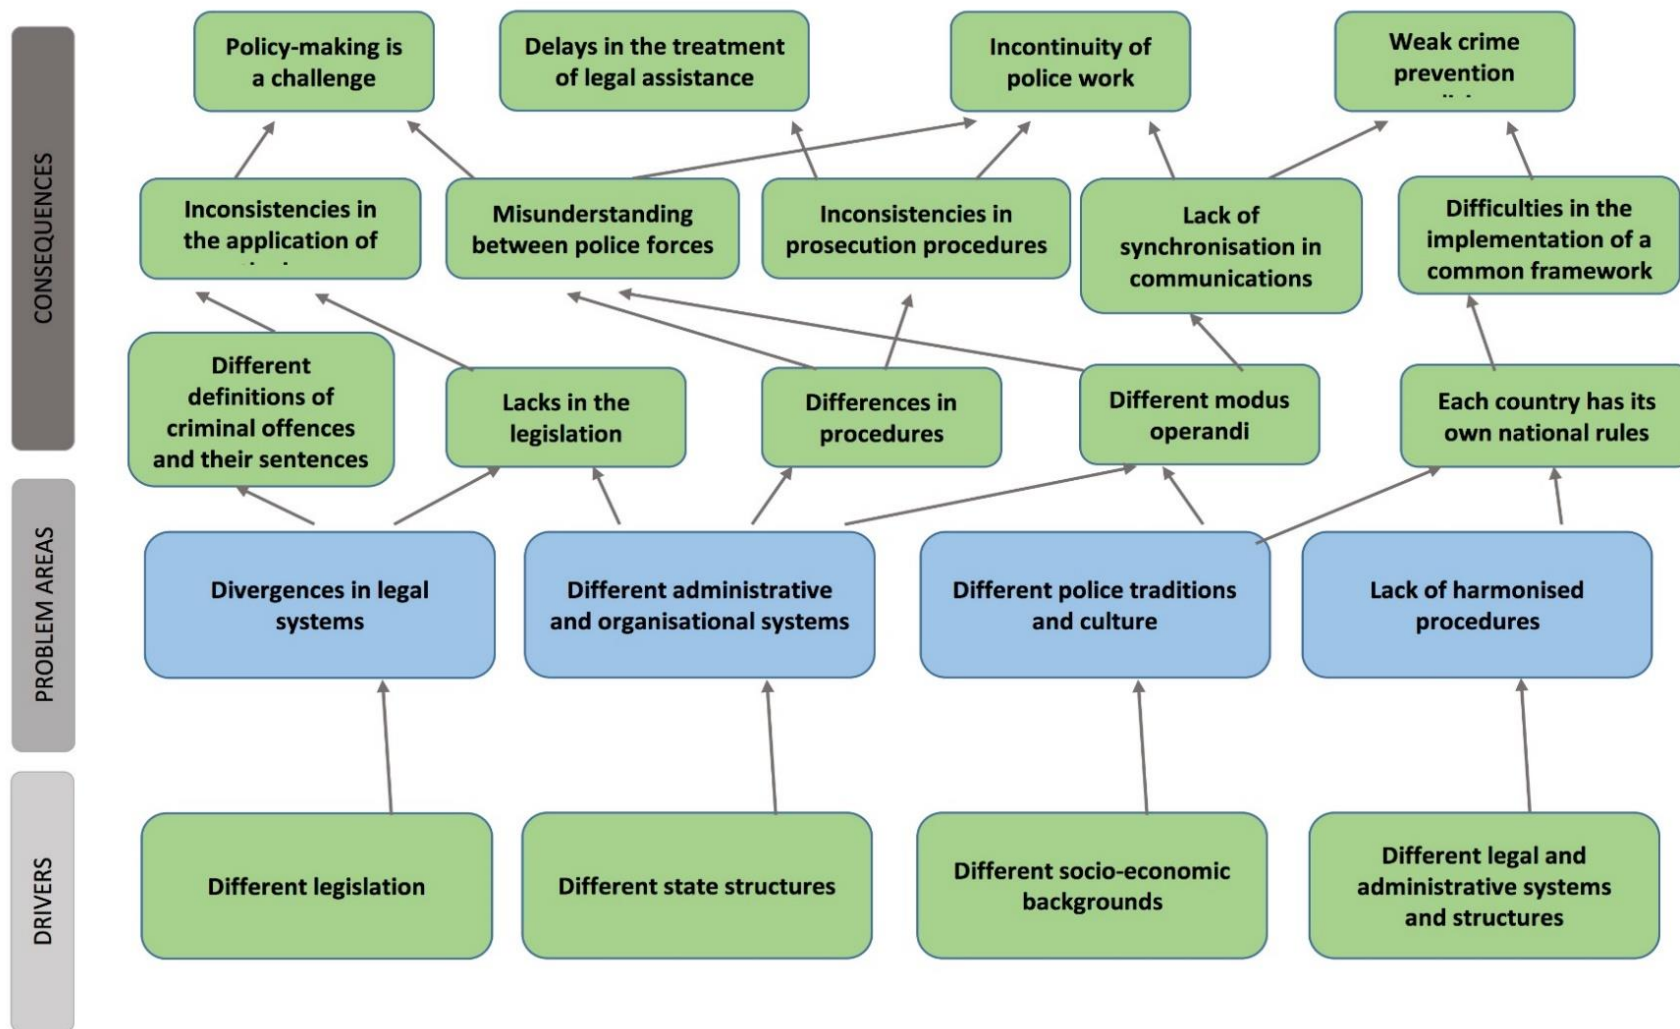 CONSEQUENCES
Policy-making is
a challenge
Delays in the treatment
of legal assistance
Incontinuity of
police work
Weak crime
prevention
Inconsistencies in
the application of
Misunderstanding
between police forces
Inconsistencies in
prosecution procedures
Lack of
synchronisation in
communications
Difficulties in the
implementation of a
common framework
Different
definitions of
criminal offences
and their sentences
Lacks in the
legislation
Differences in
procedures
Different modus
operandi
Each country has its
own national rules
PROBLEM AREAS
Divergences in legal
systems
Different administrative
and organisational systems
Different police traditions
and culture
Lack of harmonised
procedures
DRIVERS
Different legislation
Different state structures
Different socio-economic
backgrounds
Different legal and
administrative systems
and structures